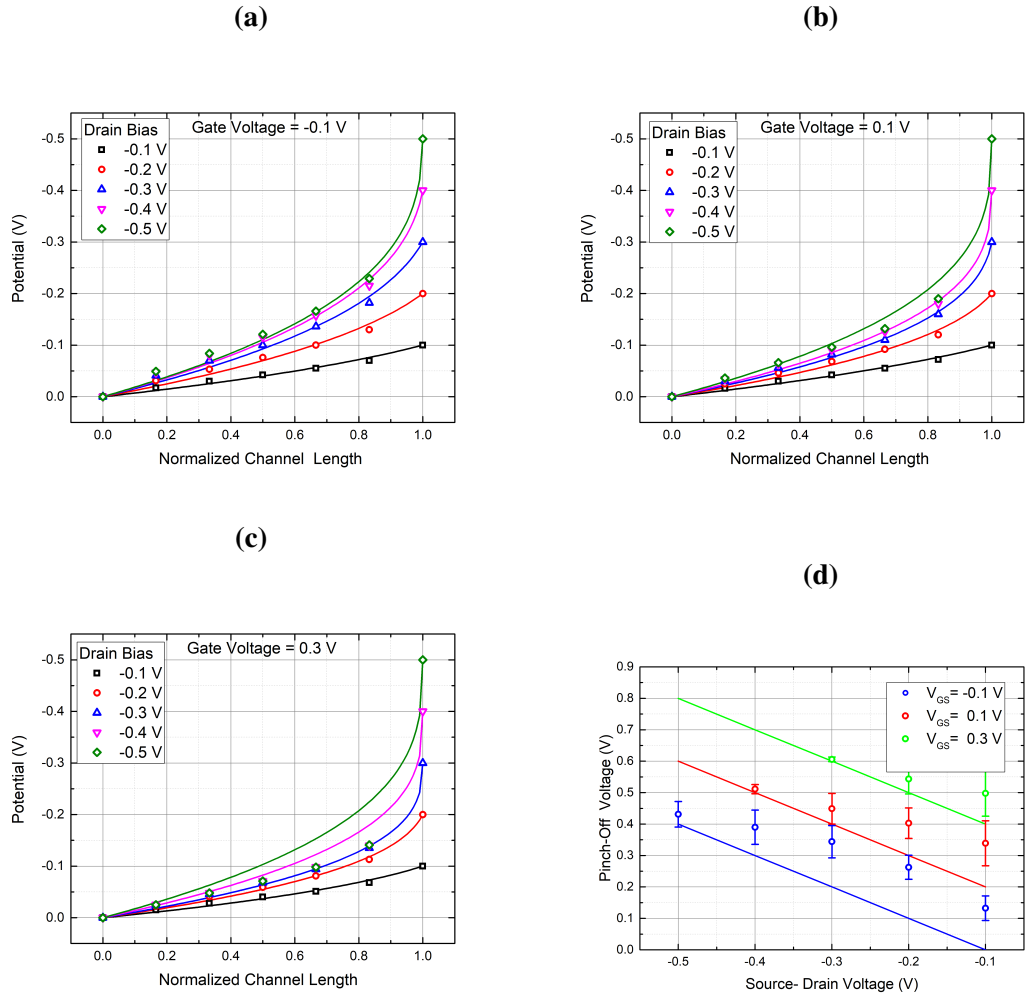 (a)
Gate Voltage = -0.1 V
Drain Bias
-0.1 V
-0.2 V
-0.3 V
-0.4 V
-0.5 V
-0.5
-0.4
-0.3
-0.2
-0.1
0.0
Potential (V)
0.0 0.2 0.4 0.6 0.8 1.0
Normalized Channel Length
(b)
Gate Voltage = 0.1 V
Drain Bias
-0.1 V
-0.2 V
-0.3 V
-0.4 V
-0.5 V
-0.5
-0.4
-0.3
-0.2
-0.1
0.0
Potential (V)
0.0 0.2 0.4 0.6 0.8 1.0
Normalized Channel Length
(c)
Gate Voltage = 0.3 V
Drain Bias
-0.1 V
-0.2 V
-0.3 V
-0.4 V
-0.5 V
-0.5
-0.4
-0.3
-0.2
-0.1
0.0
Potential (V)
0.0 0.2 0.4 0.6 0.8 1.0
Normalized Channel Length
(d)
V_GS= -0.1 V
V_GS= 0.1 V
V_GS= 0.3 V
0.9
0.8
0.7
0.6
0.5
0.4
0.3
0.2
0.1
0.0
Pinch-Off Voltage (V)
-0.5 -0.4 -0.3 -0.2 -0.1
Source- Drain Voltage (V)